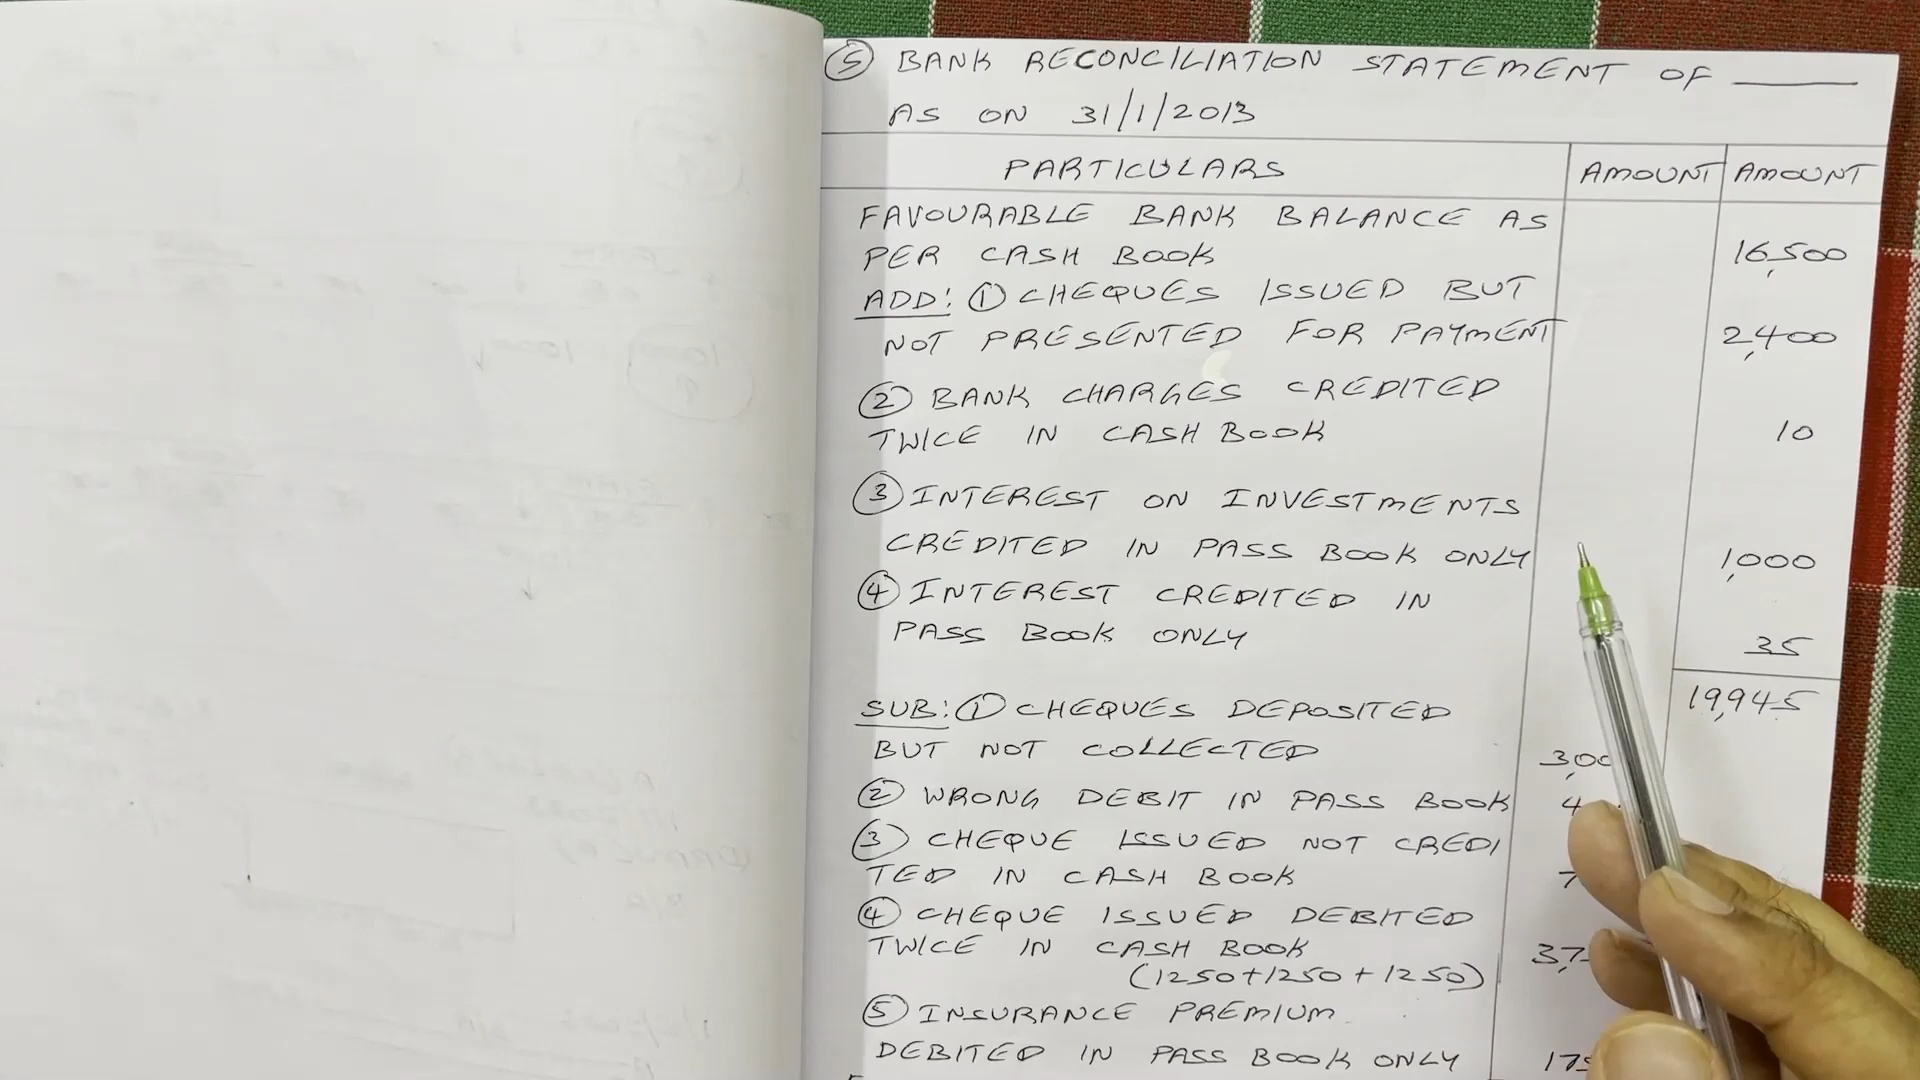 ⑤ BANK RECONCILIATION STATEMENT OF ____
AS ON 31/1/2013
PARTICULARS AMOUNT AMOUNT
FAVOURABLE BANK BALANCE AS
PER CASH BOOK 16,500
ADD: ① CHEQUES ISSUED BUT
NOT PRESENTED FOR PAYMENT 2,400
② BANK CHARGES CREDITED
TWICE IN CASH BOOK 10
③ INTEREST ON INVESTMENTS
CREDITED IN PASS BOOK ONLY 1,000
④ INTEREST CREDITED IN
PASS BOOK ONLY 35
19,945
SUB: ① CHEQUES DEPOSITED
BUT NOT COLLECTED
② WRONG DEBIT IN PASS BOOK
③ CHEQUE ISSUED NOT CREDI
TED IN CASH BOOK
④ CHEQUE ISSUED DEBITED
TWICE IN CASH BOOK
(1250+1250+1250)
⑤ INSURANCE PREMIUM
DEBITED IN PASS BOOK ONLY